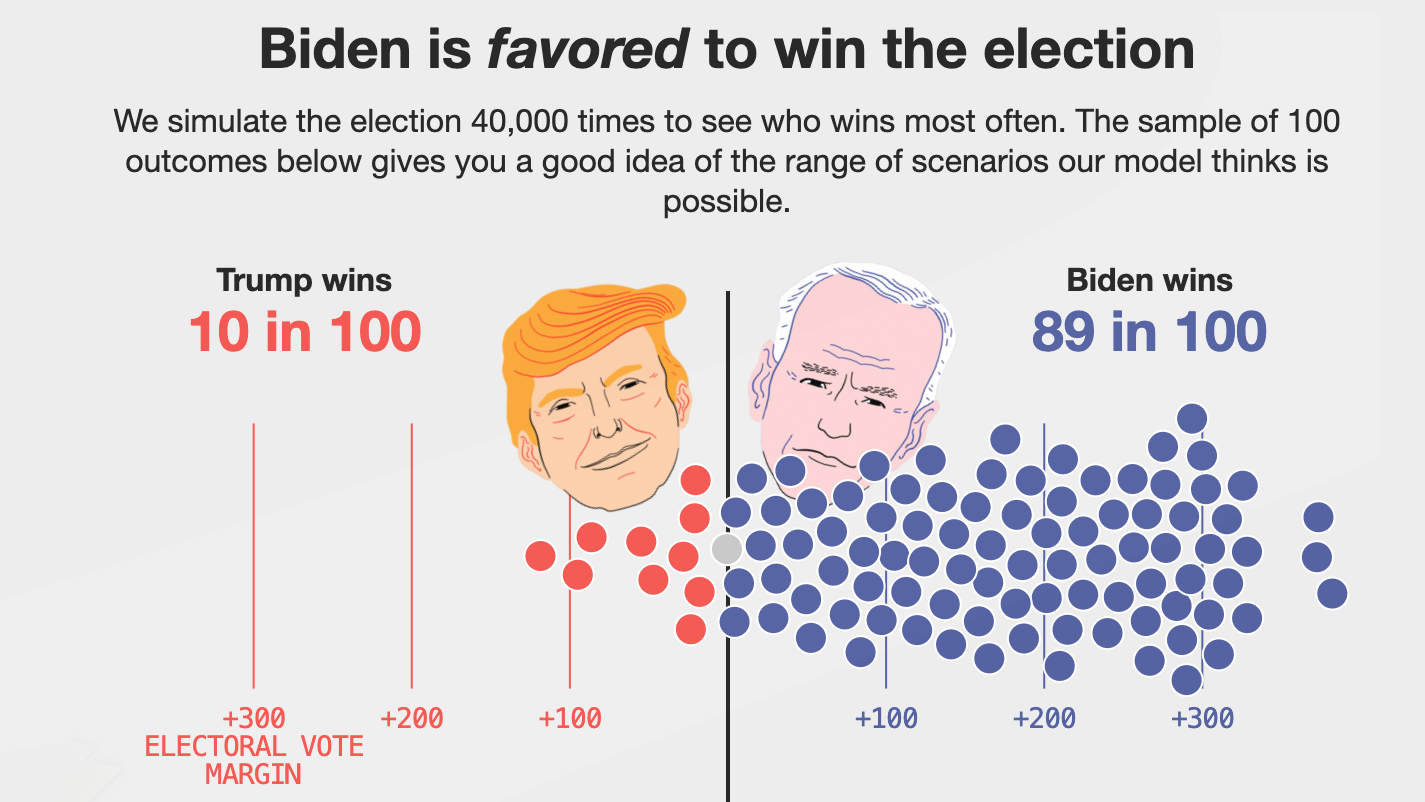 Biden is favored to win the election
We simulate the election 40,000 times to see who wins most often. The sample of 100
outcomes below gives you a good idea of the range of scenarios our model thinks is
possible.
Trump wins
10 in 100
Biden wins
89 in 100
+300
+200
+100
+100
+200
+300
ELECTORAL VOTE
MARGIN